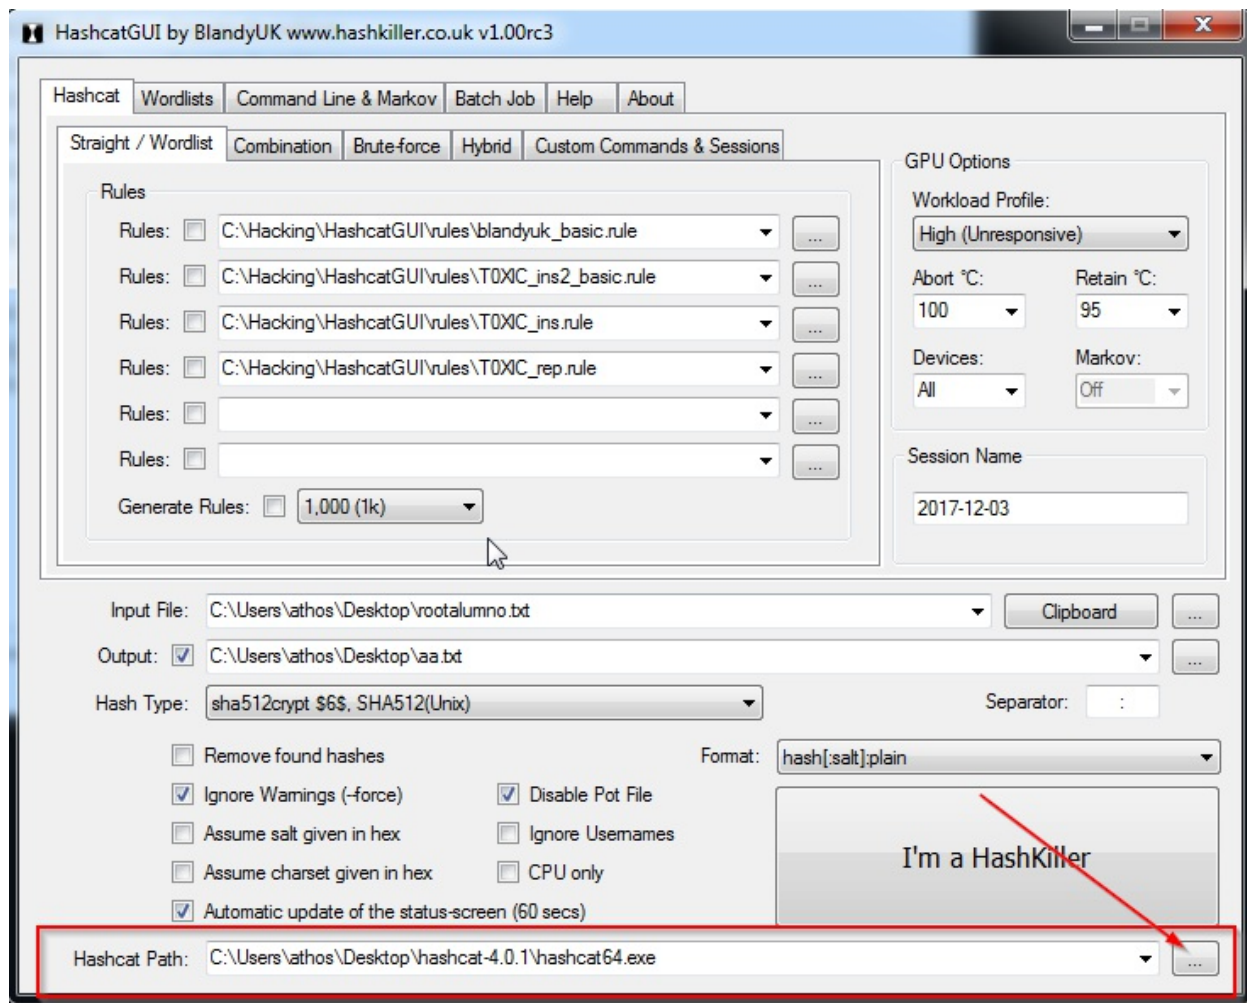 HashcatGUI by BlandyUK www.hashkiller.co.uk v1.00rc3
Hashcat Wordlists Command Line & Markov Batch Job Help About
Straight / Wordlist Combination Brute-force Hybrid Custom Commands & Sessions
Rules
Rules: C:\Hacking\HashcatGUI\rules\blandyuk_basic.rule ...
Rules: C:\Hacking\HashcatGUI\rules\T0XlC_ins2_basic.rule ...
Rules: C:\Hacking\HashcatGUI\rules\T0XlC_ins.rule ...
Rules: C:\Hacking\HashcatGUI\rules\T0XlC_rep.rule ...
Rules: ...
Rules: ...
Generate Rules: 1,000 (1k)
GPU Options
Workload Profile:
High (Unresponsive)
Abort °C: Retain °C:
100 95
Devices: Markov:
All Off
Session Name
2017-12-03
Input File: C:\Users\athos\Desktop\rootalumno.txt Clipboard ...
Output: C:\Users\athos\Desktop\aa.txt ...
Hash Type: sha512crypt $6$, SHA512(Unix) Separator: :
Remove found hashes Format: hash[:salt]:plain
Ignore Warnings (--force) Disable Pot File
Assume salt given in hex Ignore Usernames
I'm a HashKiller
Assume charset given in hex CPU only
Automatic update of the status-screen (60 secs)
Hashcat Path: C:\Users\athos\Desktop\hashcat-4.0.1\hashcat64.exe ...